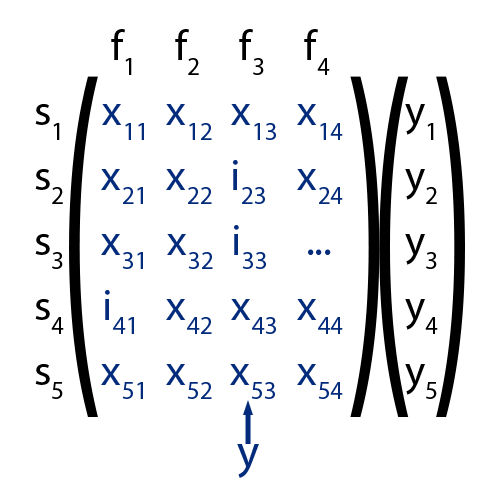 f₁ f₂ f₃ f₄
s₁ x₁₁ x₁₂ x₁₃ x₁₄ y₁
s₂ x₂₁ x₂₂ i₂₃ x₂₄ y₂
s₃ x₃₁ x₃₂ i₃₃ ... y₃
s₄ i₄₁ x₄₂ x₄₃ x₄₄ y₄
s₅ x₅₁ x₅₂ x₅₃ x₅₄ y₅
y